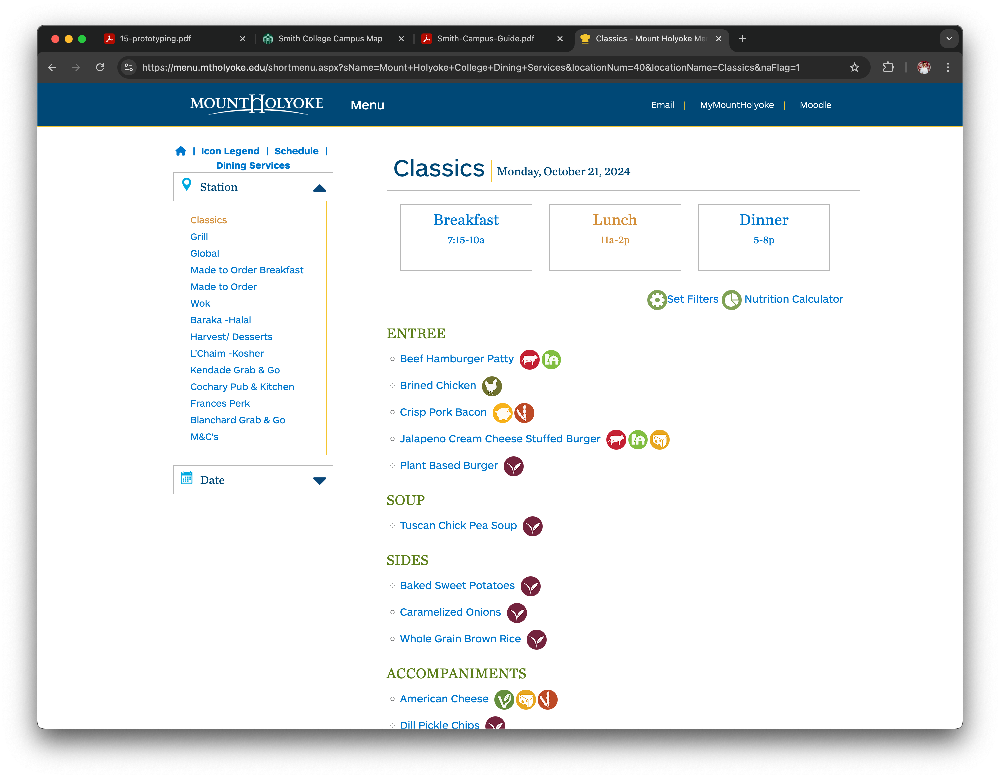 15-prototyping.pdf
Smith College Campus Map
Smith-Campus-Guide.pdf
Classics - Mount Holyoke Me
https://menu.mtholyoke.edu/shortmenu.aspx?sName=Mount+Holyoke+College+Dining+Services&locationNum=40&locationName=Classics&naFlag=1
MOUNT HOLYOKE | Menu
Email | MyMountHolyoke | Moodle
| Icon Legend | Schedule |
Dining Services
Station
Classics
Grill
Global
Made to Order Breakfast
Made to Order
Wok
Baraka -Halal
Harvest/ Desserts
L'Chaim -Kosher
Kendade Grab & Go
Cochary Pub & Kitchen
Frances Perk
Blanchard Grab & Go
M&C's
Date
Classics | Monday, October 21, 2024
Breakfast
7:15-10a
Lunch
11a-2p
Dinner
5-8p
Set Filters
Nutrition Calculator
ENTREE
Beef Hamburger Patty
Brined Chicken
Crisp Pork Bacon
Jalapeno Cream Cheese Stuffed Burger
Plant Based Burger
SOUP
Tuscan Chick Pea Soup
SIDES
Baked Sweet Potatoes
Caramelized Onions
Whole Grain Brown Rice
ACCOMPANIMENTS
American Cheese
Dill Pickle Chips